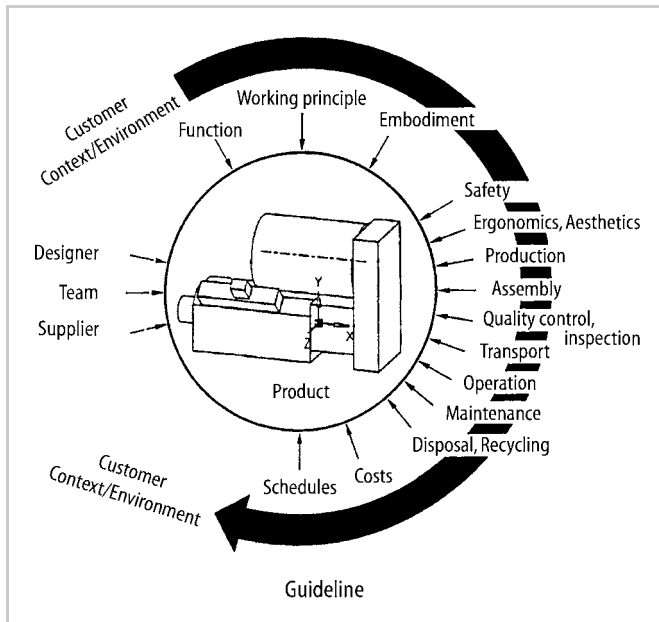 Customer
Context/Environment
Working principle
Function
Embodiment
Safety
Ergonomics, Aesthetics
Production
Assembly
Quality control,
inspection
Transport
Operation
Maintenance
Disposal, Recycling
Costs
Schedules
Designer
Team
Supplier
Y
X
Z
Product
Customer
Context/Environment
Guideline